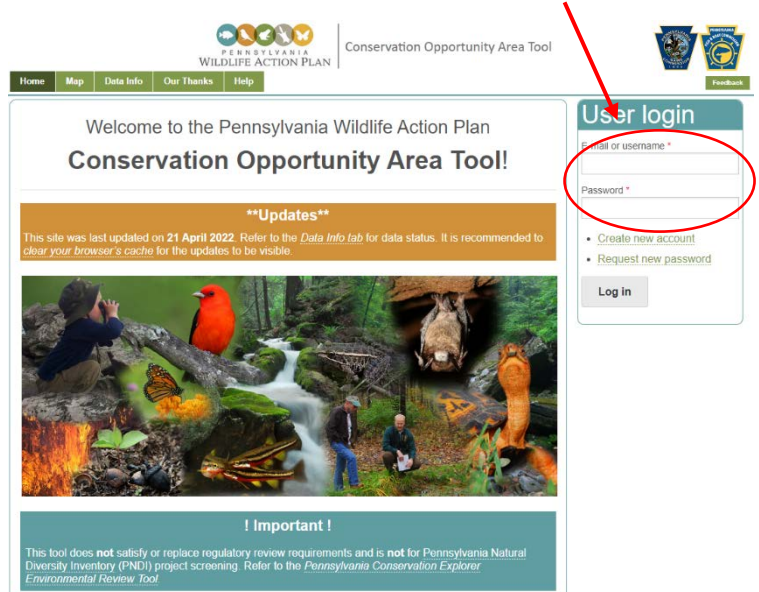 PENNSYLVANIA
WILDLIFE ACTION PLAN
Conservation Opportunity Area Tool
Home Map Data Info Our Thanks Help
Feedback
Welcome to the Pennsylvania Wildlife Action Plan
Conservation Opportunity Area Tool!
**Updates**
This site was last updated on 21 April 2022. Refer to the Data Info tab for data status. It is recommended to
clear your browser's cache for the updates to be visible.
! Important !
This tool does not satisfy or replace regulatory review requirements and is not for Pennsylvania Natural
Diversity Inventory (PNDI) project screening. Refer to the Pennsylvania Conservation Explorer
Environmental Review Tool.
User login
E-mail or username *
Password *
Create new account
Request new password
Log in